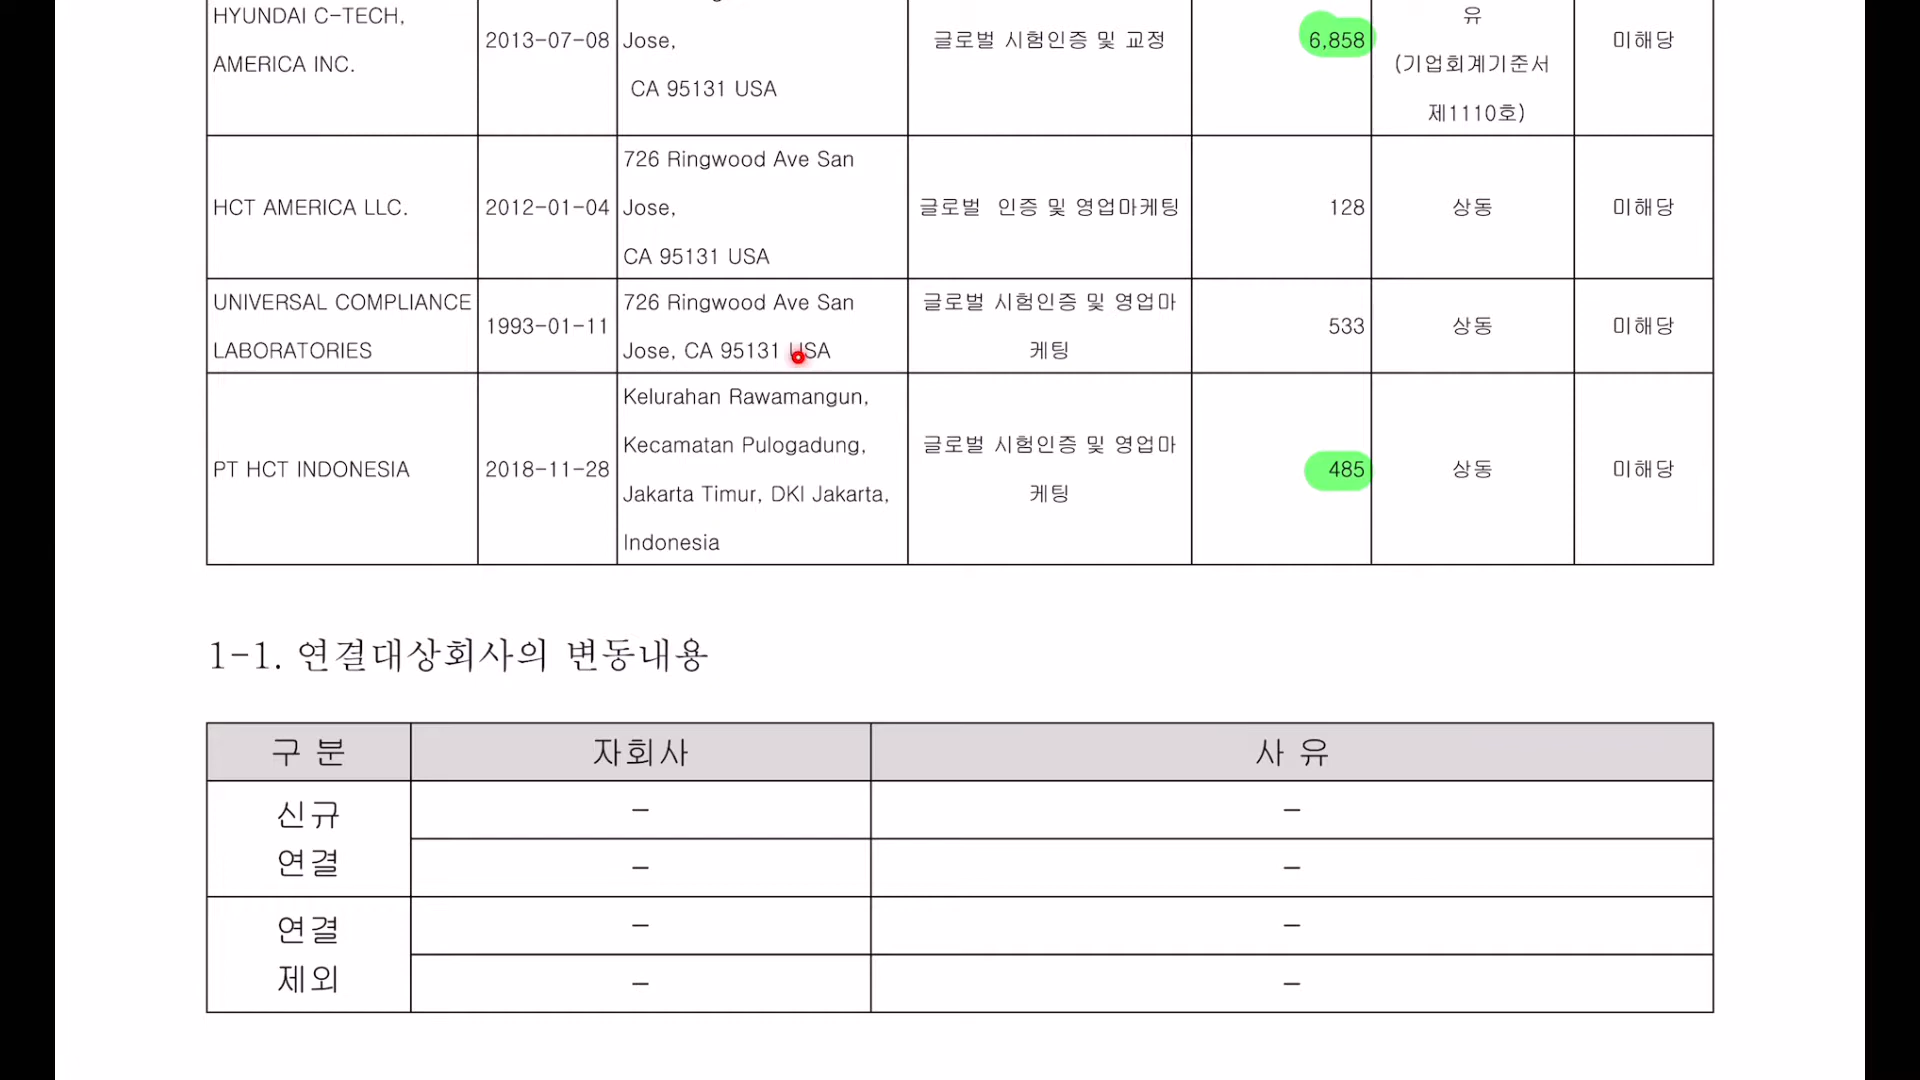 HYUNDAI C-TECH,
AMERICA INC.
2013-07-08
Jose,
CA 95131 USA
글로벌 시험인증 및 교정
6,858
유
(기업회계기준서
제1110호)
미해당
HCT AMERICA LLC.
2012-01-04
726 Ringwood Ave San
Jose,
CA 95131 USA
글로벌 인증 및 영업마케팅
128
상동
미해당
UNIVERSAL COMPLIANCE
LABORATORIES
1993-01-11
726 Ringwood Ave San
Jose, CA 95131 USA
글로벌 시험인증 및 영업마
케팅
533
상동
미해당
PT HCT INDONESIA
2018-11-28
Kelurahan Rawamangun,
Kecamatan Pulogadung,
Jakarta Timur, DKI Jakarta,
Indonesia
글로벌 시험인증 및 영업마
케팅
485
상동
미해당
1-1. 연결대상회사의 변동내용
구 분
자회사
사 유
신규
연결
-
-
-
-
연결
제외
-
-
-
-